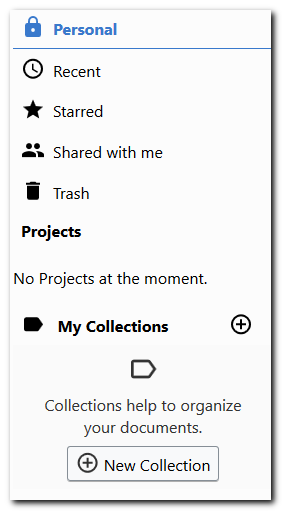 Personal
Recent
Starred
Shared with me
Trash
Projects
No Projects at the moment.
My Collections
Collections help to organize
your documents.
New Collection